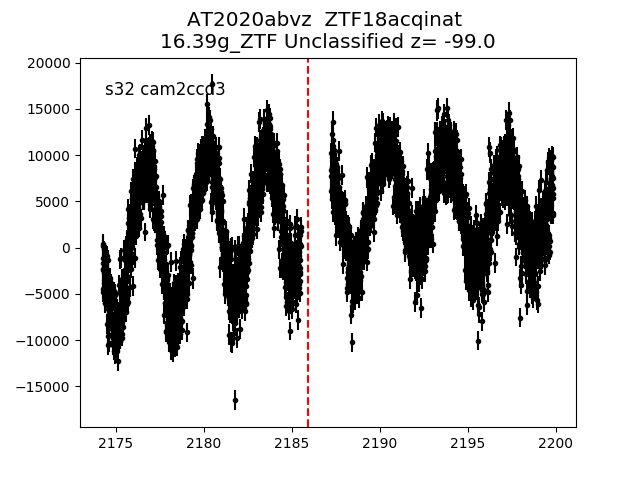 AT2020abvz  ZTF18acqinat
16.39g_ZTF Unclassified z= -99.0
s32 cam2ccd3
20000
15000
10000
5000
0
−5000
−10000
−15000
2175 2180 2185 2190 2195 2200